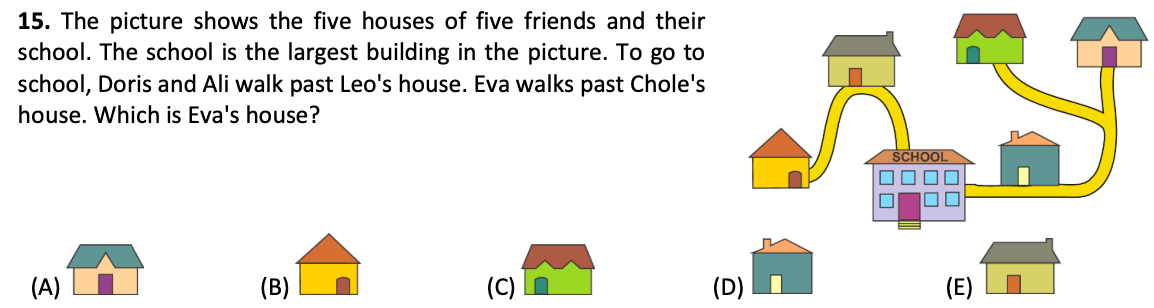 15. The picture shows the five houses of five friends and their
school. The school is the largest building in the picture. To go to
school, Doris and Ali walk past Leo's house. Eva walks past Chole's
house. Which is Eva's house?
SCHOOL
(A) (B) (C) (D) (E)